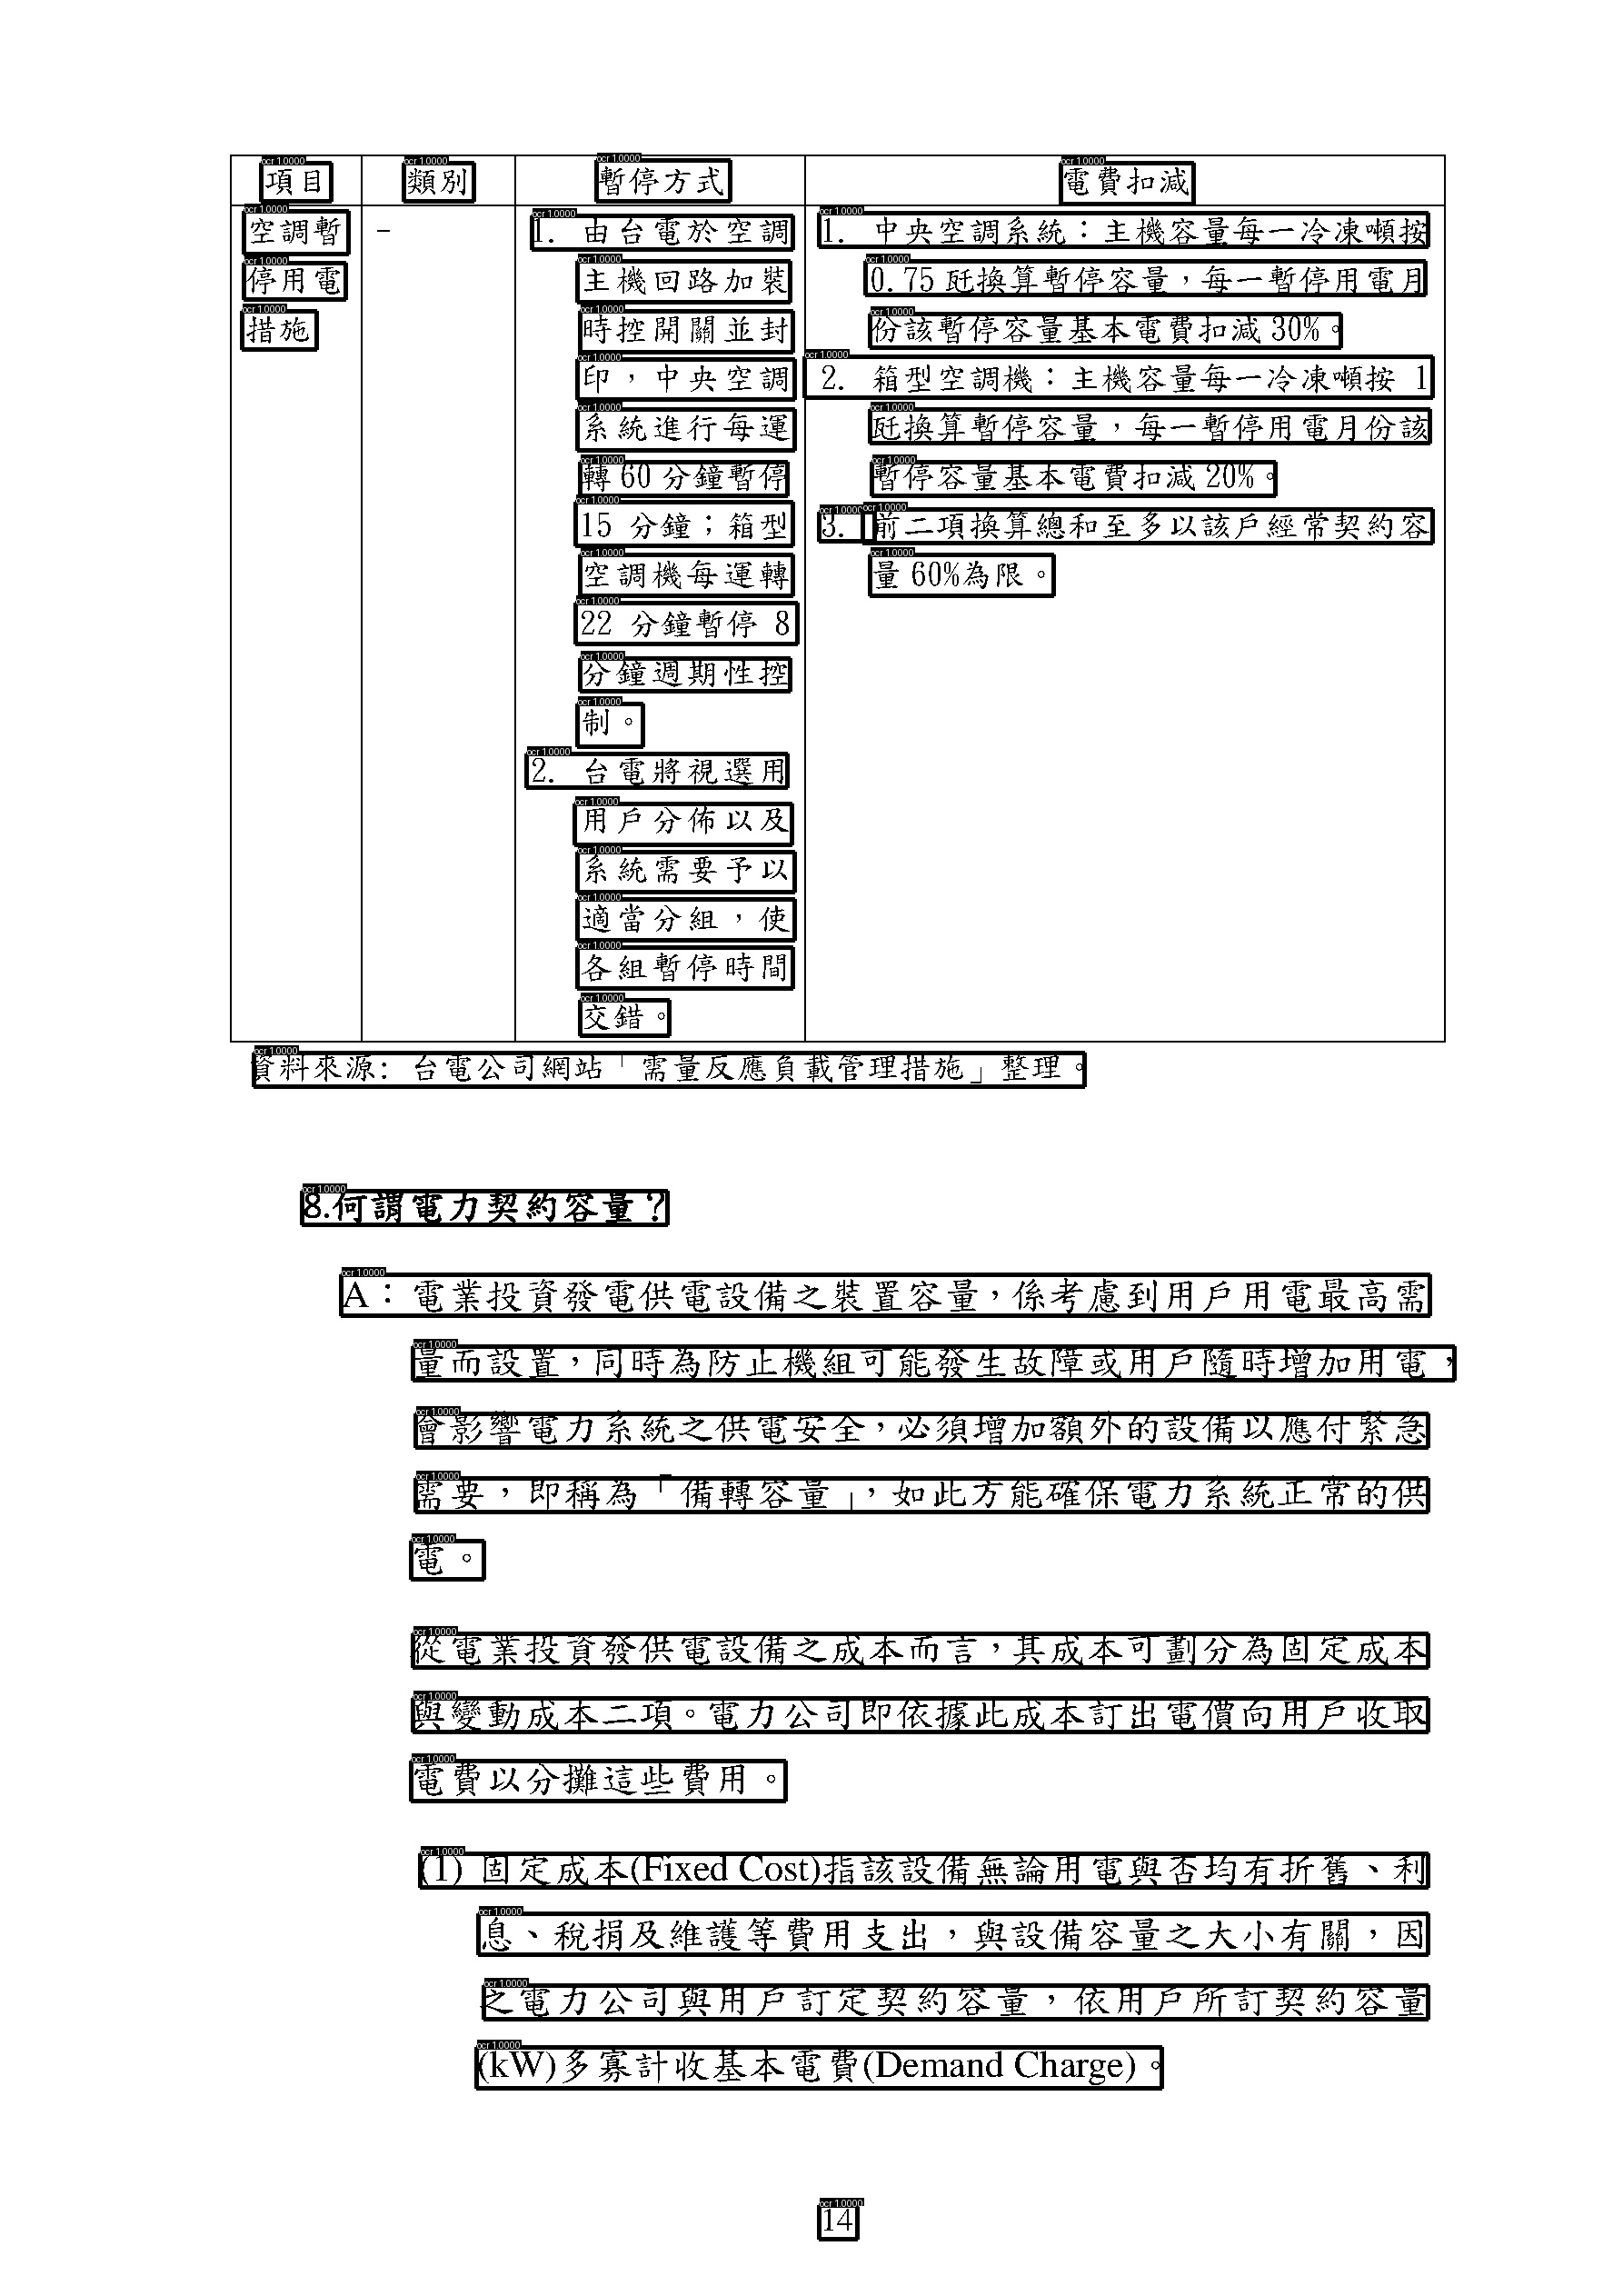 項目
類別
暫停方式
電費扣減
空調暫
停用電
措施
－
1. 由台電於空調
主機回路加裝
時控開關並封
印，中央空調
系統進行每運
轉 60 分鐘暫停
15 分鐘；箱型
空調機每運轉
22 分鐘暫停 8
分鐘週期性控
制。
2. 台電將視選用
用戶分佈以及
系統需要予以
適當分組，使
各組暫停時間
交錯。
1. 中央空調系統：主機容量每一冷凍噸按
0.75 瓩換算暫停容量，每一暫停用電月
份該暫停容量基本電費扣減 30%。
2. 箱型空調機：主機容量每一冷凍噸按 1
瓩換算暫停容量，每一暫停用電月份該
暫停容量基本電費扣減 20%。
3. 前二項換算總和至多以該戶經常契約容
量 60%為限。
資料來源: 台電公司網站「需量反應負載管理措施」整理。
8.何謂電力契約容量？
A：電業投資發電供電設備之裝置容量，係考慮到用戶用電最高需
量而設置，同時為防止機組可能發生故障或用戶隨時增加用電，
會影響電力系統之供電安全，必須增加額外的設備以應付緊急
需要，即稱為「備轉容量」，如此方能確保電力系統正常的供
電。
從電業投資發供電設備之成本而言，其成本可劃分為固定成本
與變動成本二項。電力公司即依據此成本訂出電價向用戶收取
電費以分攤這些費用。
(1) 固定成本(Fixed Cost)指該設備無論用電與否均有折舊、利
息、稅捐及維護等費用支出，與設備容量之大小有關，因
之電力公司與用戶訂定契約容量，依用戶所訂契約容量
(kW)多寡計收基本電費(Demand Charge)。
14